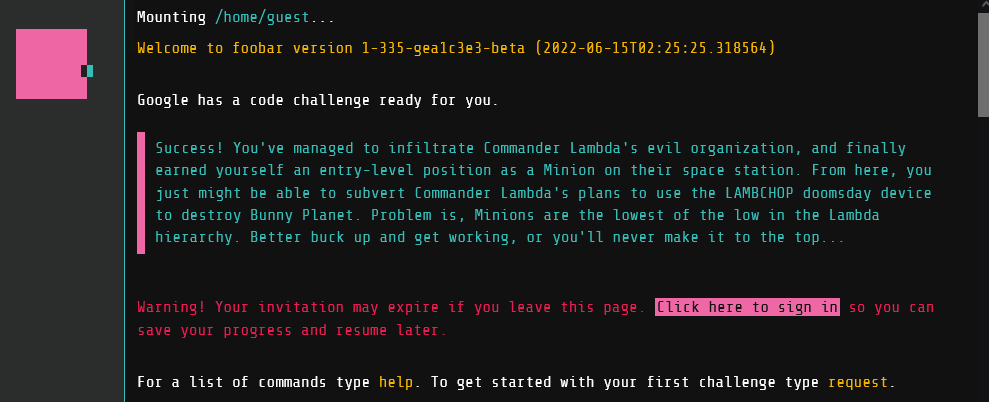 Mounting /home/guest...
Welcome to foobar version 1-335-gea1c3e3-beta (2022-06-15T02:25:25.318564)
Google has a code challenge ready for you.
Success! You've managed to infiltrate Commander Lambda's evil organization, and finally
earned yourself an entry-level position as a Minion on their space station. From here, you
just might be able to subvert Commander Lambda's plans to use the LAMBCHOP doomsday device
to destroy Bunny Planet. Problem is, Minions are the lowest of the low in the Lambda
hierarchy. Better buck up and get working, or you'll never make it to the top...
Warning! Your invitation may expire if you leave this page. Click here to sign in so you can
save your progress and resume later.
For a list of commands type help. To get started with your first challenge type request.